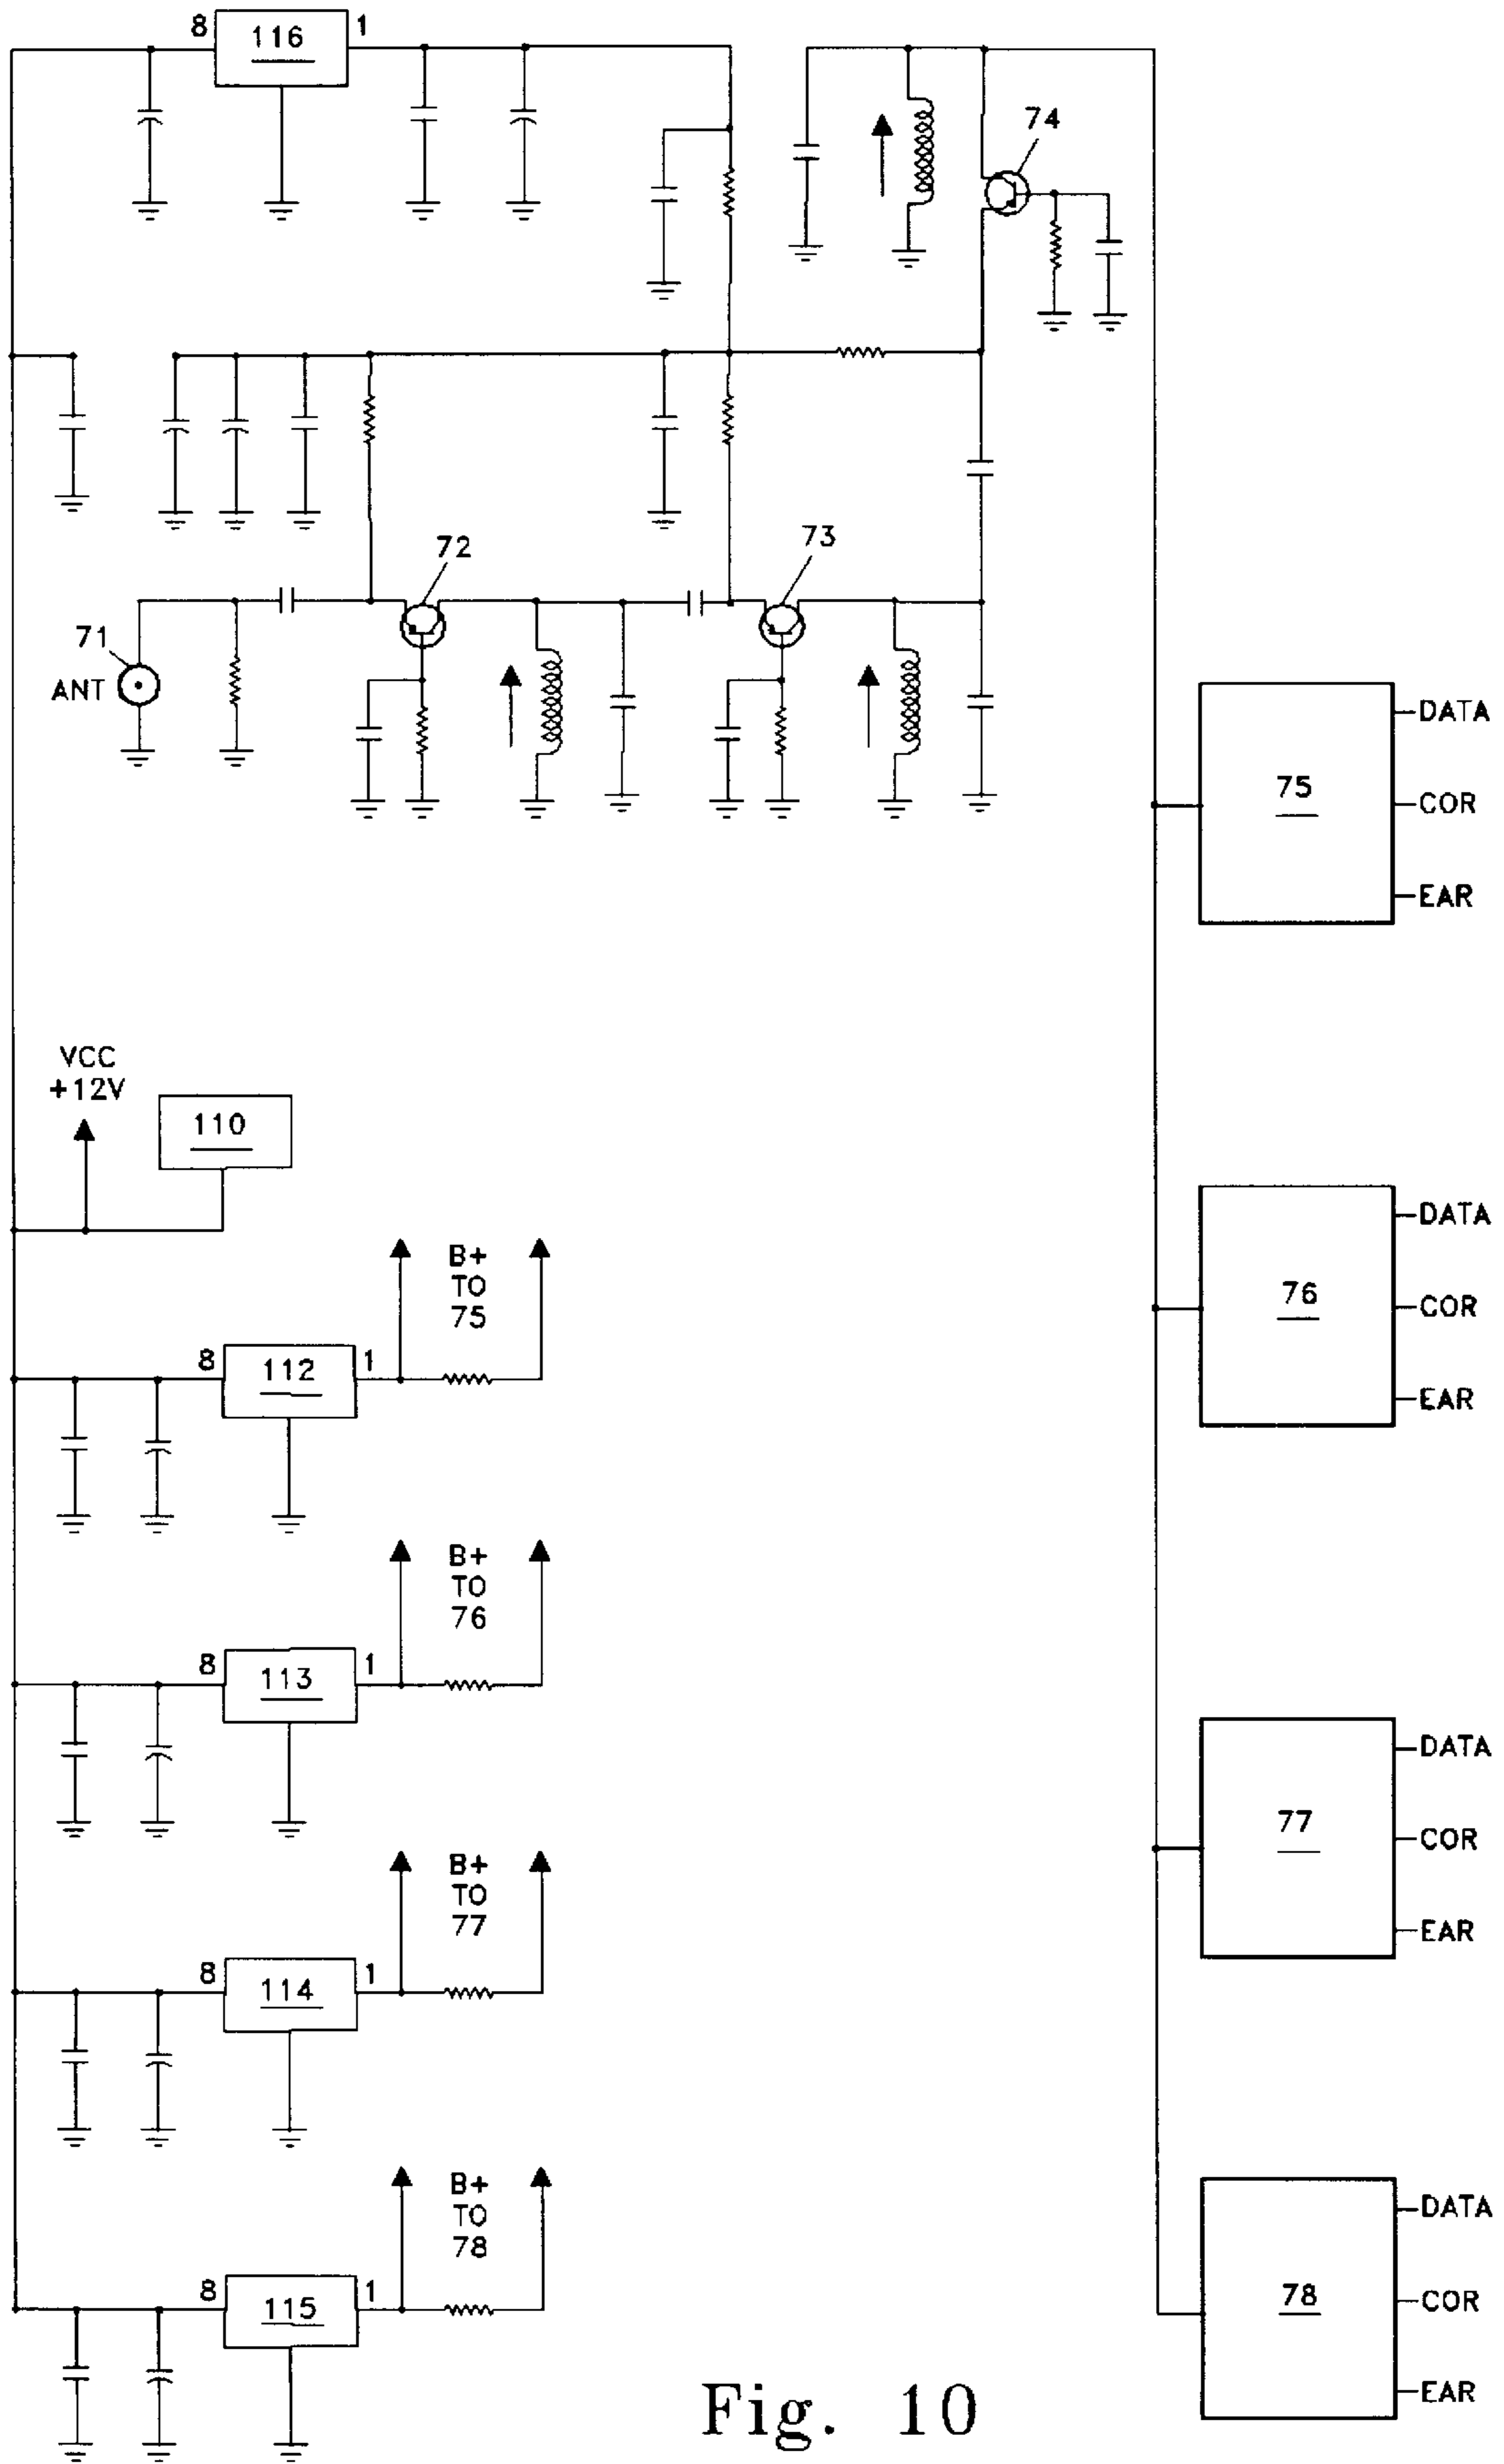 8 116 1
74
72
73
71
ANT
DATA
75
COR
EAR
VCC
+12V
110
DATA
76
COR
EAR
B+
TO
75
8 112 1
B+
TO
76
8 113 1
DATA
77
COR
EAR
B+
TO
77
8 114 1
B+
TO
78
8 115 1
DATA
78
COR
EAR
Fig. 10